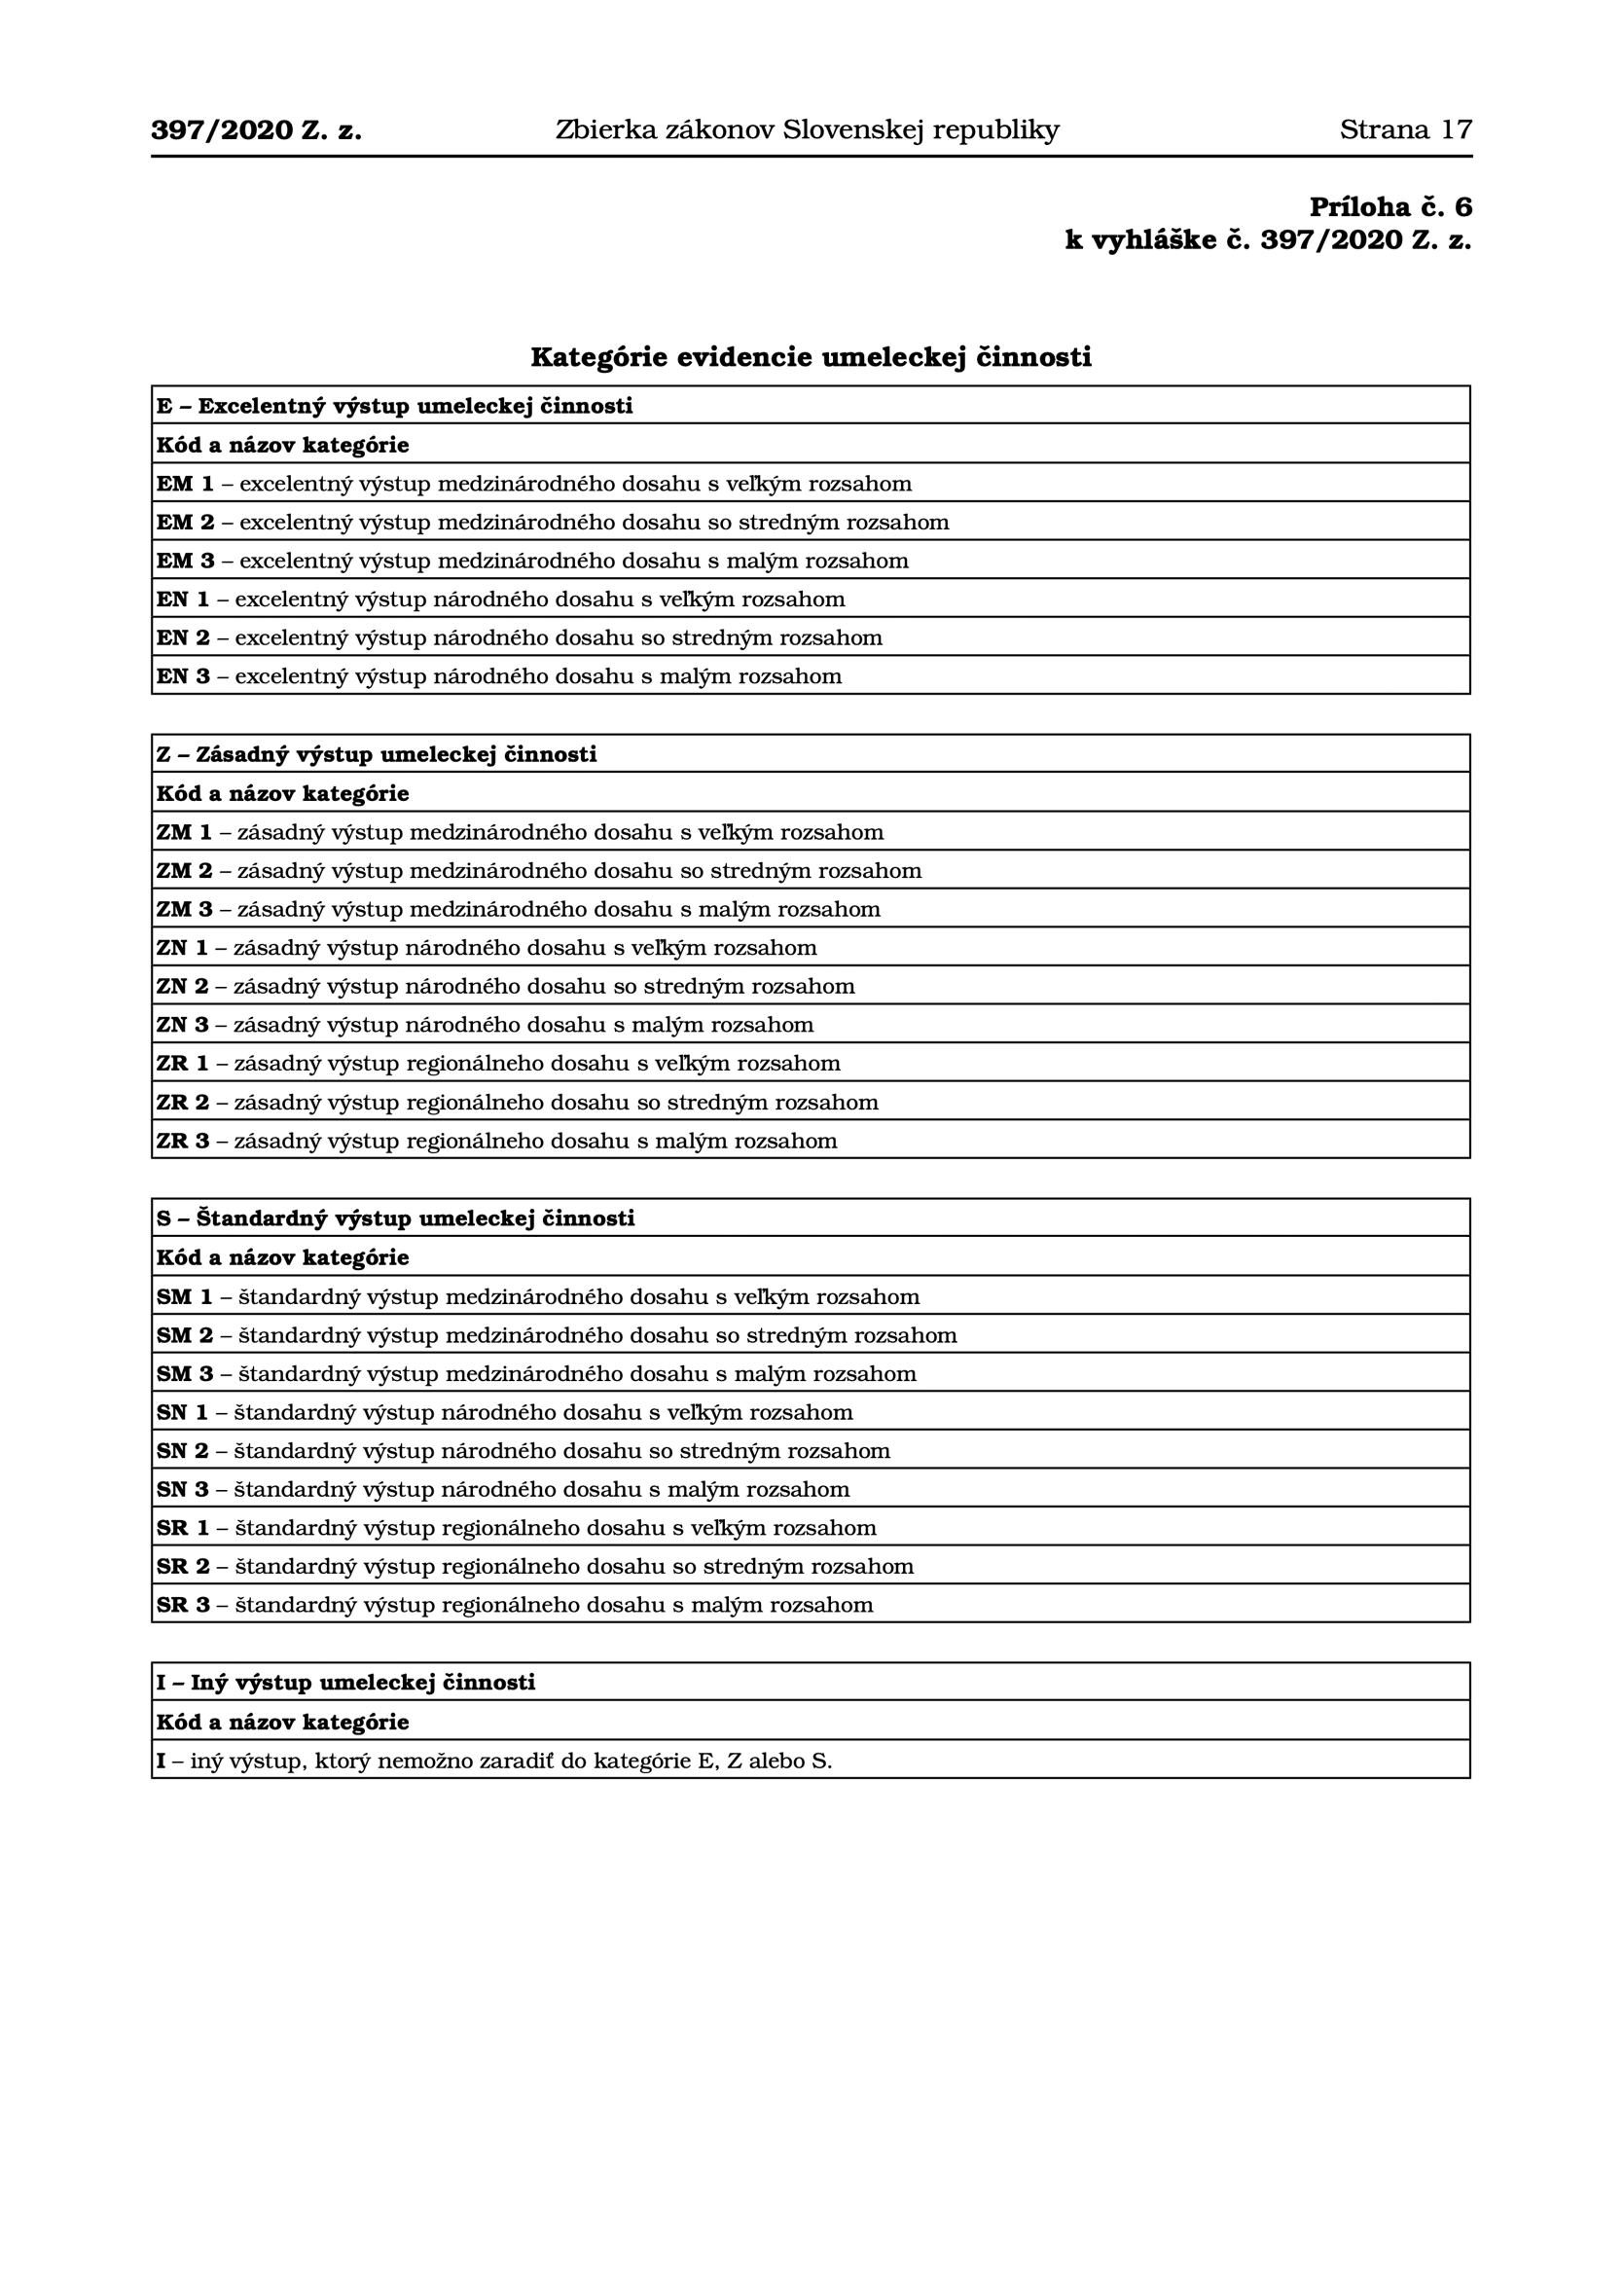 397/2020 Z. z. Zbierka zákonov Slovenskej republiky Strana 17
Príloha č. 6
k vyhláške č. 397/2020 Z. z.
Kategórie evidencie umeleckej činnosti
E – Excelentný výstup umeleckej činnosti
Kód a názov kategórie
EM 1 – excelentný výstup medzinárodného dosahu s veľkým rozsahom
EM 2 – excelentný výstup medzinárodného dosahu so stredným rozsahom
EM 3 – excelentný výstup medzinárodného dosahu s malým rozsahom
EN 1 – excelentný výstup národného dosahu s veľkým rozsahom
EN 2 – excelentný výstup národného dosahu so stredným rozsahom
EN 3 – excelentný výstup národného dosahu s malým rozsahom
Z – Zásadný výstup umeleckej činnosti
Kód a názov kategórie
ZM 1 – zásadný výstup medzinárodného dosahu s veľkým rozsahom
ZM 2 – zásadný výstup medzinárodného dosahu so stredným rozsahom
ZM 3 – zásadný výstup medzinárodného dosahu s malým rozsahom
ZN 1 – zásadný výstup národného dosahu s veľkým rozsahom
ZN 2 – zásadný výstup národného dosahu so stredným rozsahom
ZN 3 – zásadný výstup národného dosahu s malým rozsahom
ZR 1 – zásadný výstup regionálneho dosahu s veľkým rozsahom
ZR 2 – zásadný výstup regionálneho dosahu so stredným rozsahom
ZR 3 – zásadný výstup regionálneho dosahu s malým rozsahom
S – Štandardný výstup umeleckej činnosti
Kód a názov kategórie
SM 1 – štandardný výstup medzinárodného dosahu s veľkým rozsahom
SM 2 – štandardný výstup medzinárodného dosahu so stredným rozsahom
SM 3 – štandardný výstup medzinárodného dosahu s malým rozsahom
SN 1 – štandardný výstup národného dosahu s veľkým rozsahom
SN 2 – štandardný výstup národného dosahu so stredným rozsahom
SN 3 – štandardný výstup národného dosahu s malým rozsahom
SR 1 – štandardný výstup regionálneho dosahu s veľkým rozsahom
SR 2 – štandardný výstup regionálneho dosahu so stredným rozsahom
SR 3 – štandardný výstup regionálneho dosahu s malým rozsahom
I – Iný výstup umeleckej činnosti
Kód a názov kategórie
I – iný výstup, ktorý nemožno zaradiť do kategórie E, Z alebo S.